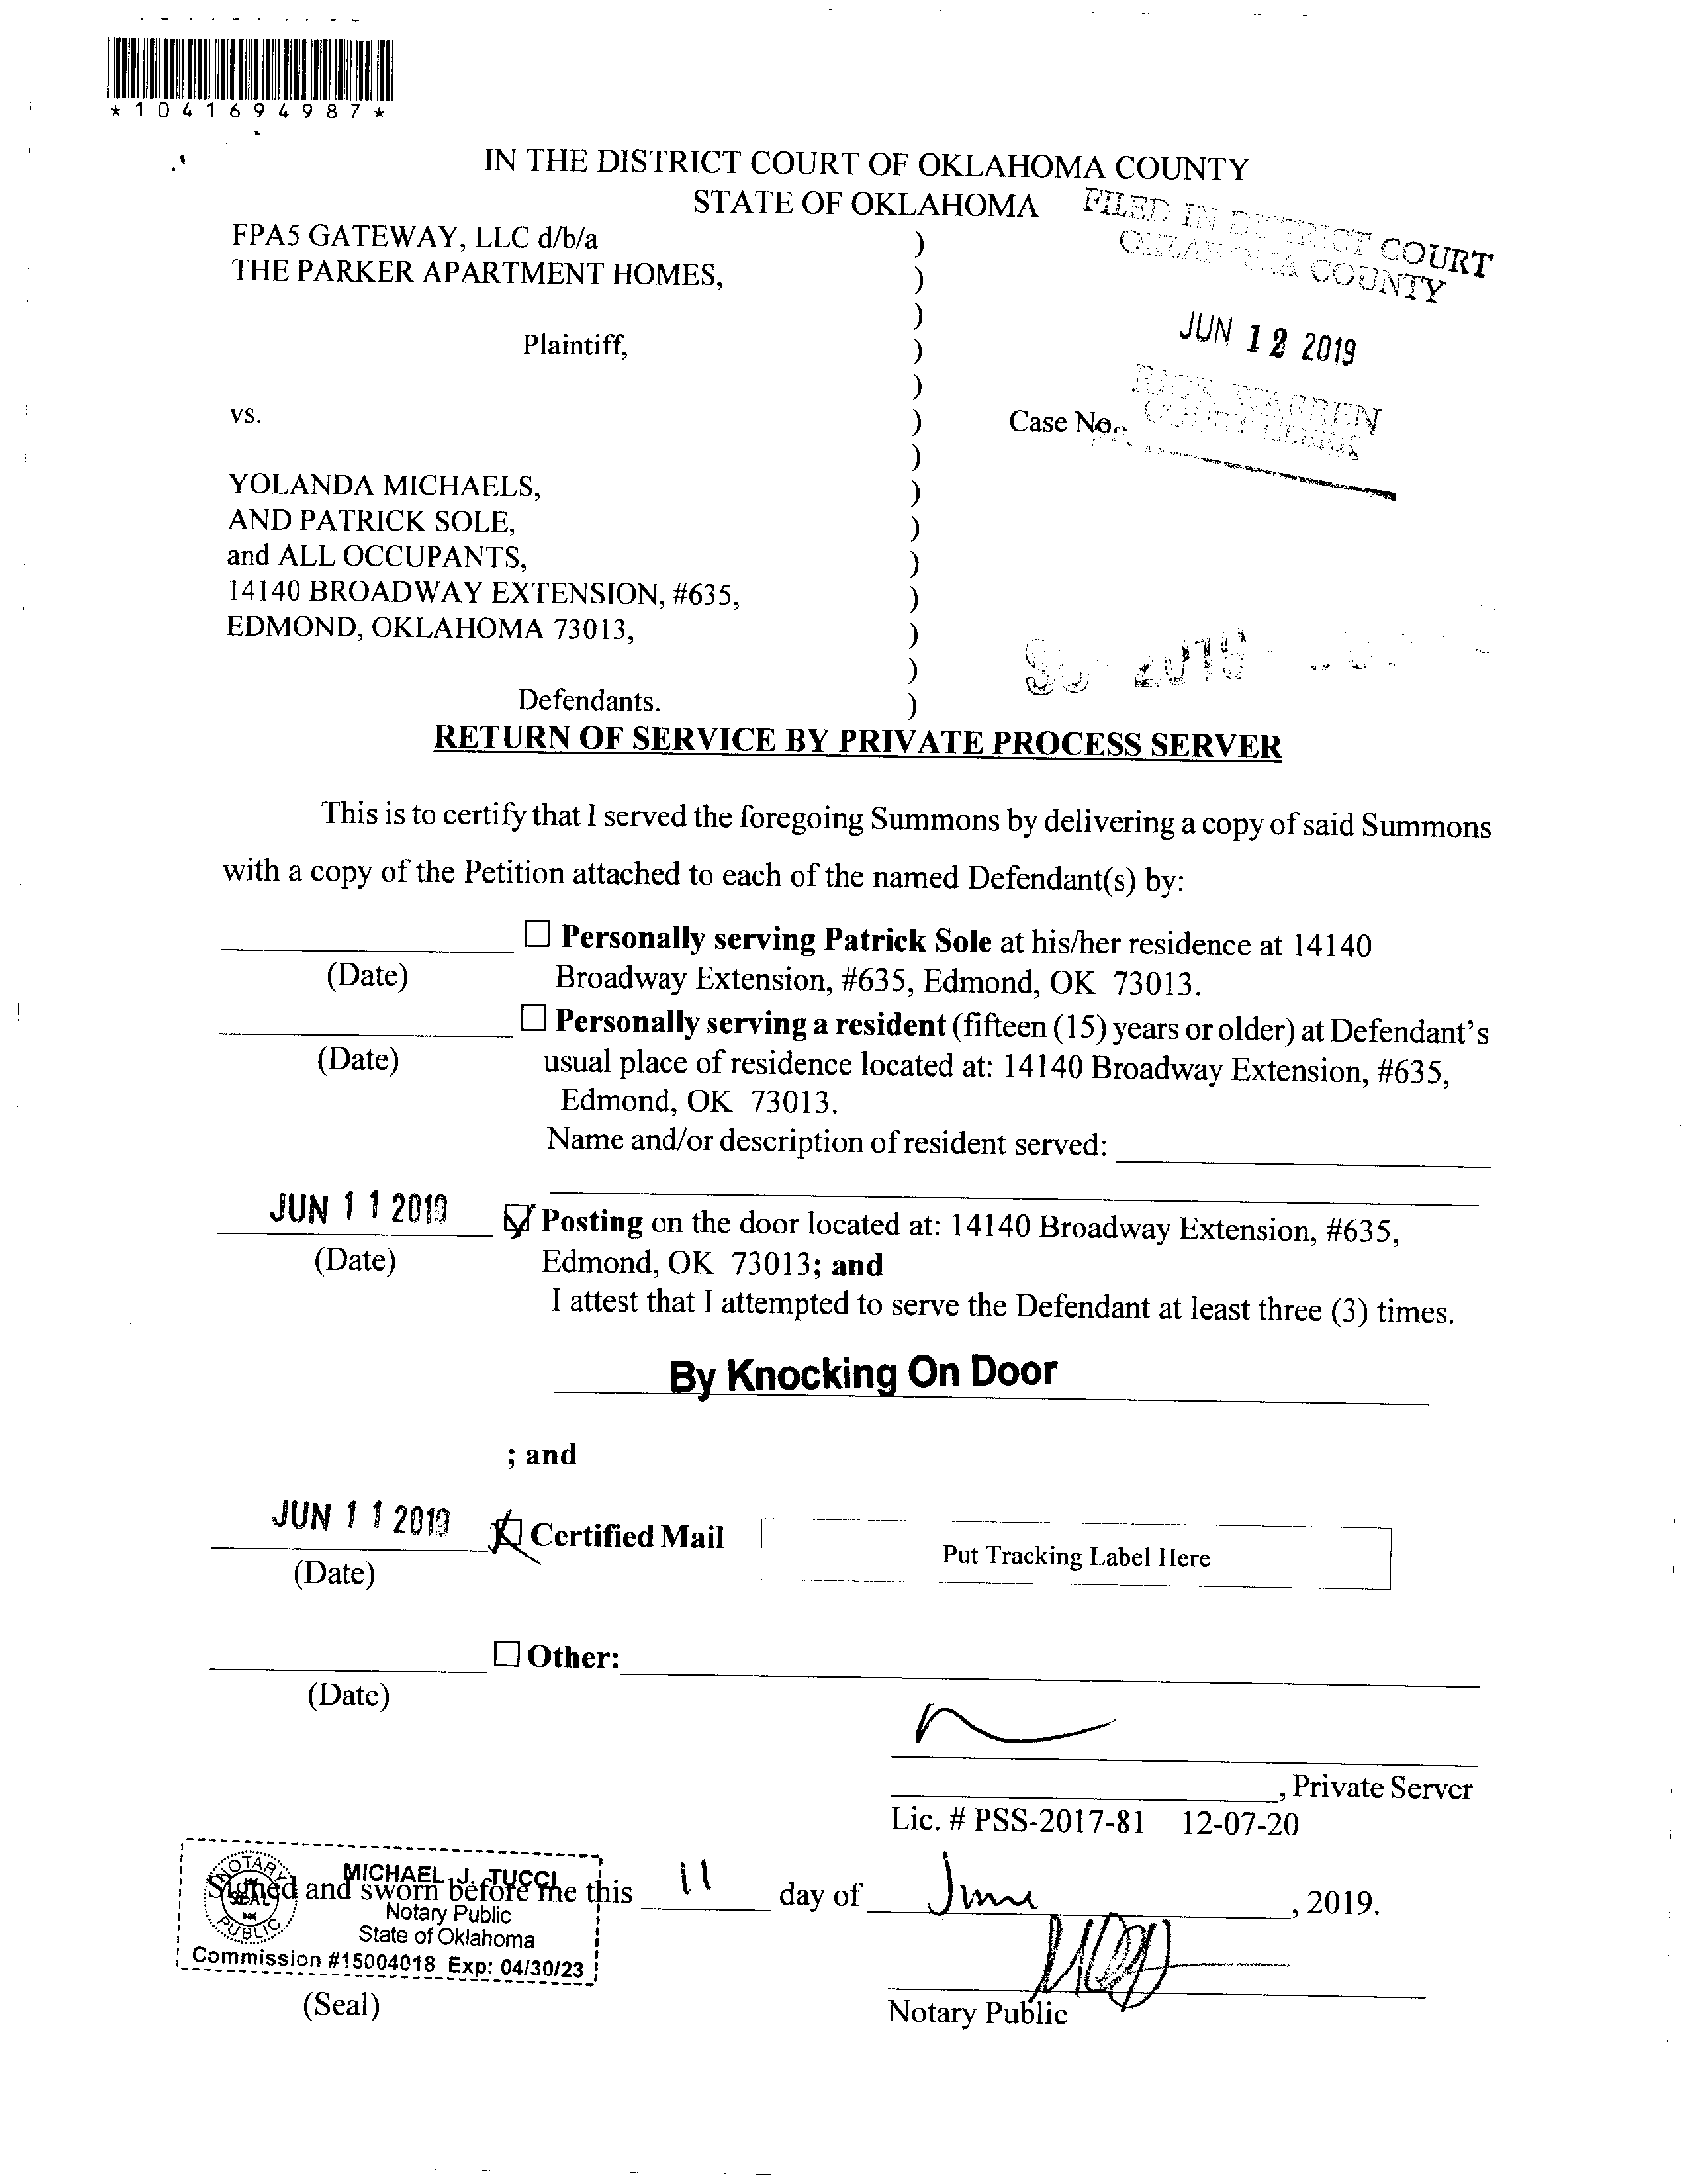 *1041694987*
IN THE DISTRICT COURT OF OKLAHOMA COUNTY
STATE OF OKLAHOMA
FILED IN DISTRICT COURT
OKLAHOMA COUNTY
JUN 12 2019
RICK WARREN
COURT CLERK
FPA5 GATEWAY, LLC d/b/a
THE PARKER APARTMENT HOMES,
Plaintiff,
vs.
Case No.
YOLANDA MICHAELS,
AND PATRICK SOLE,
and ALL OCCUPANTS,
14140 BROADWAY EXTENSION, #635,
EDMOND, OKLAHOMA 73013,
Defendants.
RETURN OF SERVICE BY PRIVATE PROCESS SERVER
This is to certify that I served the foregoing Summons by delivering a copy of said Summons
with a copy of the Petition attached to each of the named Defendant(s) by:
Personally serving Patrick Sole at his/her residence at 14140
(Date) Broadway Extension, #635, Edmond, OK 73013.
Personally serving a resident (fifteen (15) years or older) at Defendant's
(Date) usual place of residence located at: 14140 Broadway Extension, #635,
Edmond, OK 73013.
Name and/or description of resident served:
JUN 11 2019 Posting on the door located at: 14140 Broadway Extension, #635,
(Date) Edmond, OK 73013; and
I attest that I attempted to serve the Defendant at least three (3) times.
By Knocking On Door
; and
JUN 11 2019 Certified Mail
Put Tracking Label Here
(Date)
Other:
(Date)
, Private Server
Lic. # PSS-2017-81 12-07-20
Signed and sworn before me this 11 day of June, 2019.
NOTARY PUBLIC SEAL
MICHAEL J. TUCCI
Notary Public
State of Oklahoma
Commission #15004018 Exp: 04/30/23
(Seal)
Notary Public